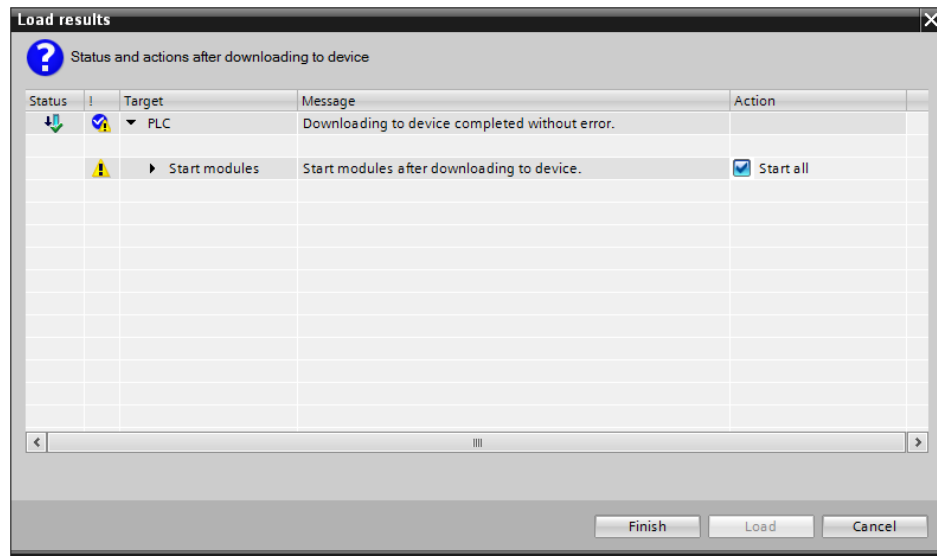 Load results
Status and actions after downloading to device
Status ! Target Message Action
PLC Downloading to device completed without error.
Start modules Start modules after downloading to device. Start all
Finish Load Cancel